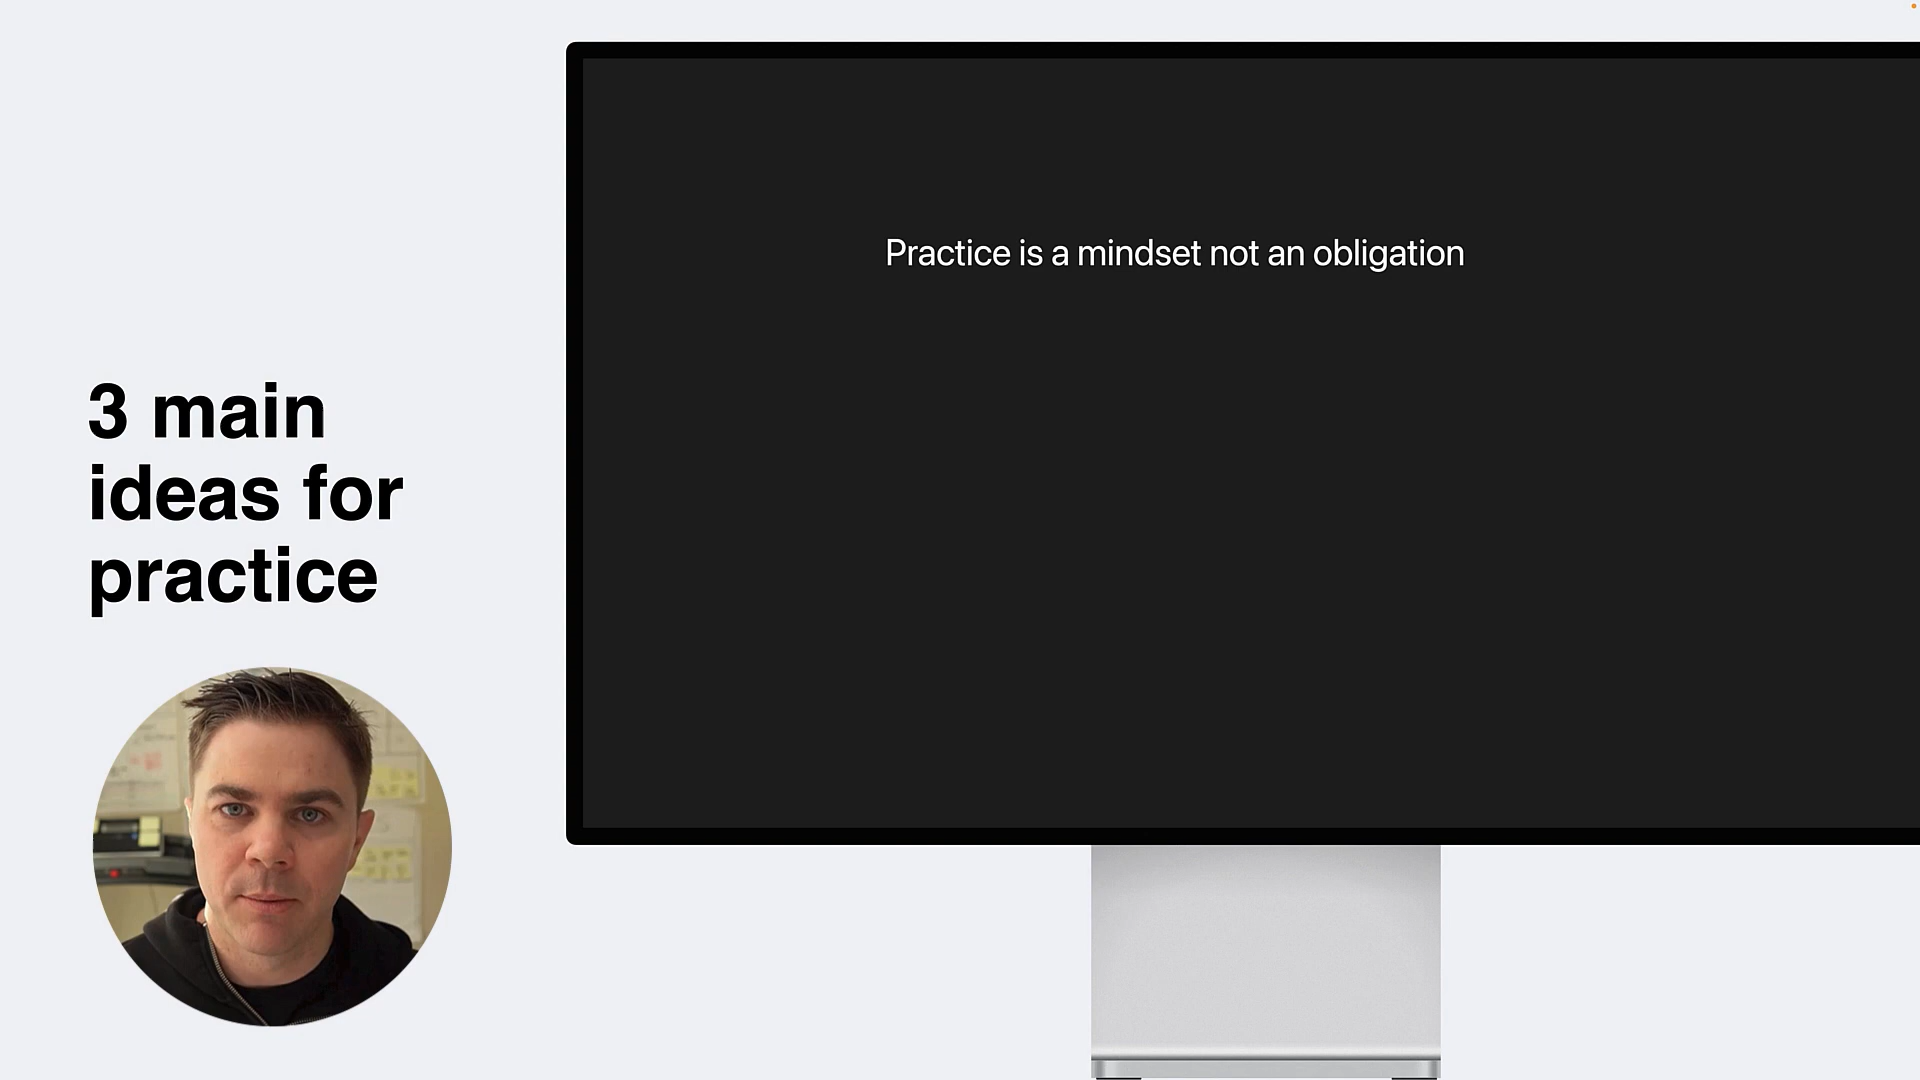 Practice is a mindset not an obligation
3 main
ideas for
practice